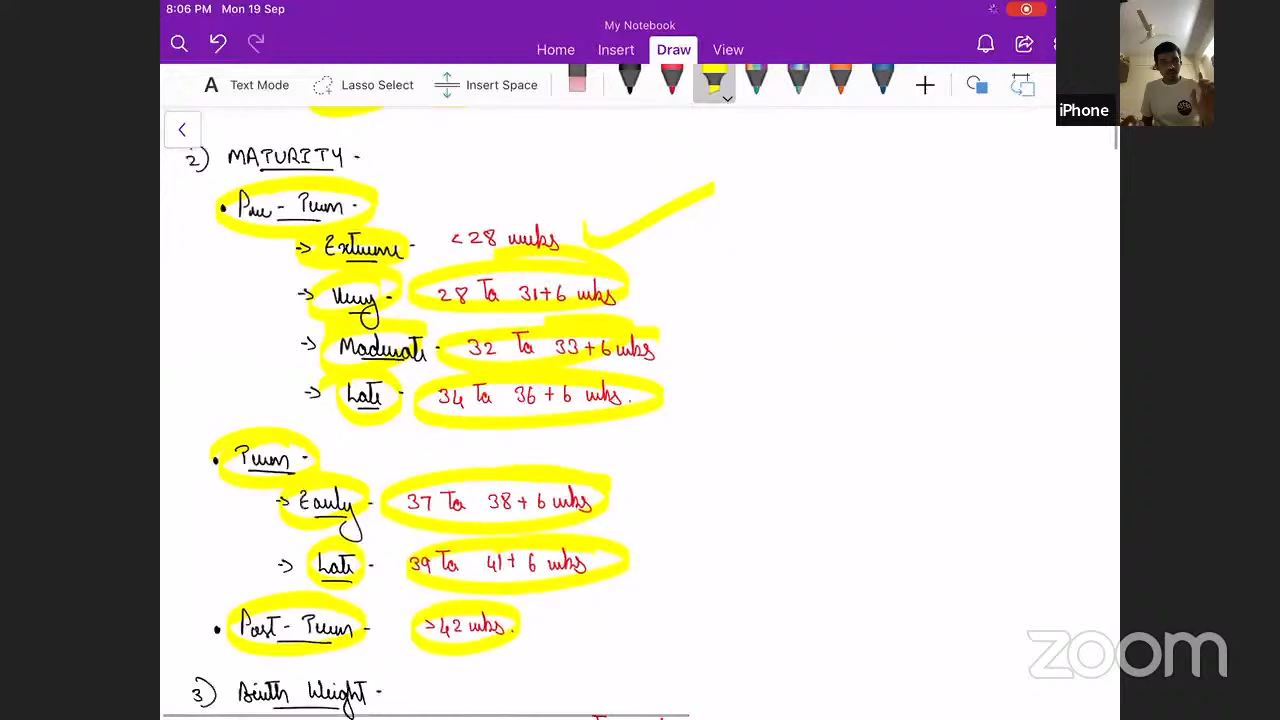 8:06 PM Mon 19 Sep
My Notebook
Home Insert Draw View
Text Mode Lasso Select Insert Space
iPhone
2) MATURITY -
• Pre - Term -
→ Extreme - < 28 weeks
→ Very - 28 To 31+6 wks
→ Moderate - 32 To 33+6 wks
→ Late - 34 To 36+6 wks.
• Term -
→ Early - 37 To 38+6 wks
→ Late - 39 To 41+6 wks
• Post - Term - >42 wks.
3) Birth Weight -
zoom